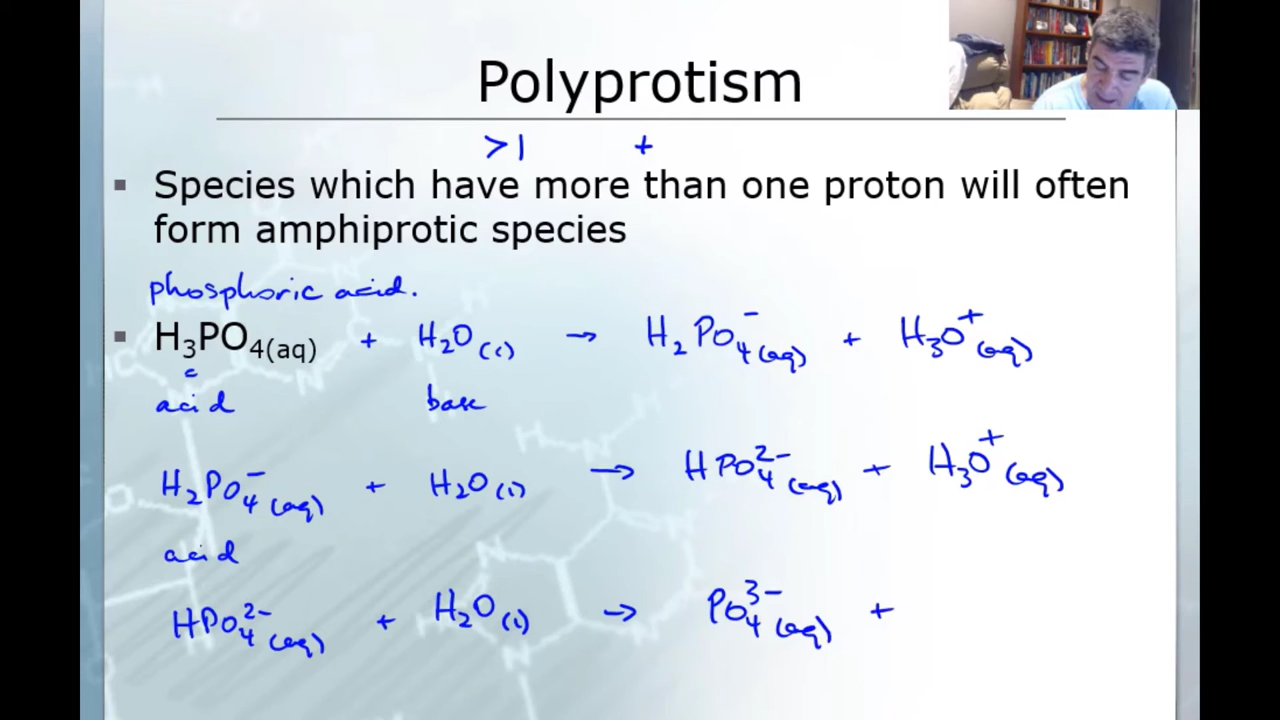 Polyprotism
>1 +
▪ Species which have more than one proton will often
form amphiprotic species
phosphoric acid.
▪ H₃PO₄(aq) + H₂O(l) → H₂PO₄⁻(aq) + H₃O⁺(aq)
acid base
H₂PO₄⁻(aq) + H₂O(l) → HPO₄²⁻(aq) + H₃O⁺(aq)
acid
HPO₄²⁻(aq) + H₂O(l) → PO₄³⁻(aq) +